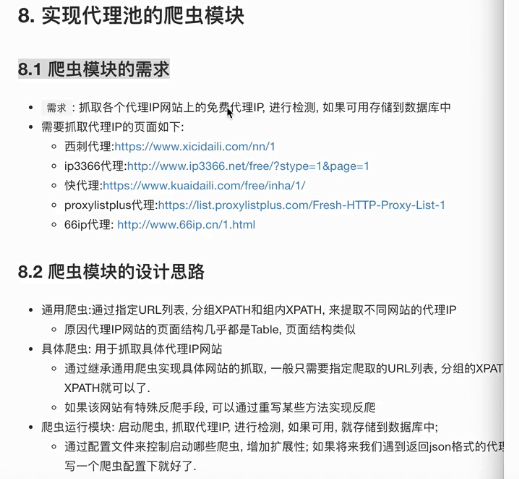 8. 实现代理池的爬虫模块
8.1 爬虫模块的需求
需求 : 抓取各个代理IP网站上的免费代理IP, 进行检测, 如果可用存储到数据库中
需要抓取代理IP的页面如下:
西刺代理:https://www.xicidaili.com/nn/1
ip3366代理:http://www.ip3366.net/free/?stype=1&page=1
快代理:https://www.kuaidaili.com/free/inha/1/
proxylistplus代理:https://list.proxylistplus.com/Fresh-HTTP-Proxy-List-1
66ip代理: http://www.66ip.cn/1.html
8.2 爬虫模块的设计思路
通用爬虫:通过指定URL列表, 分组XPATH和组内XPATH, 来提取不同网站的代理IP
原因代理IP网站的页面结构几乎都是Table, 页面结构类似
具体爬虫: 用于抓取具体代理IP网站
通过继承通用爬虫实现具体网站的抓取, 一般只需要指定爬取的URL列表, 分组的XPAT
XPATH就可以了.
如果该网站有特殊反爬手段, 可以通过重写某些方法实现反爬
爬虫运行模块: 启动爬虫, 抓取代理IP, 进行检测, 如果可用, 就存储到数据库中;
通过配置文件来控制启动哪些爬虫, 增加扩展性; 如果将来我们遇到返回json格式的代理
写一个爬虫配置下就好了.